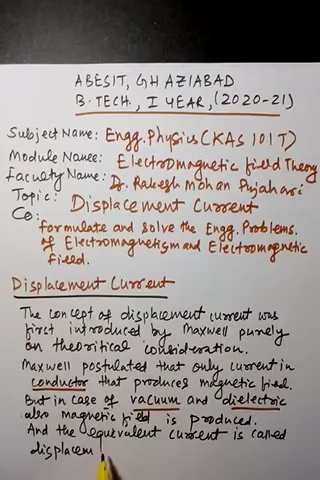 ABESIT, GHAZIABAD
B.TECH., I YEAR, (2020-21)
Subject Name: Engg. Physics (KAS 101T)
Module Name: Electromagnetic field Theory
Faculty Name: Dr. Rakesh Mohan Pujahari
Topic: Displacement Current
CO: Formulate and solve the Engg. Problems
of Electromagnetism and Electromagnetic
field.
Displacement Current
The concept of displacement current was
first introduced by Maxwell purely
on theoritical consideration.
Maxwell postulated that only current in
conductor that produces magnetic field.
But in case of vacuum and dielectric
also magnetic field is produced.
And the equivalent current is called
displacem